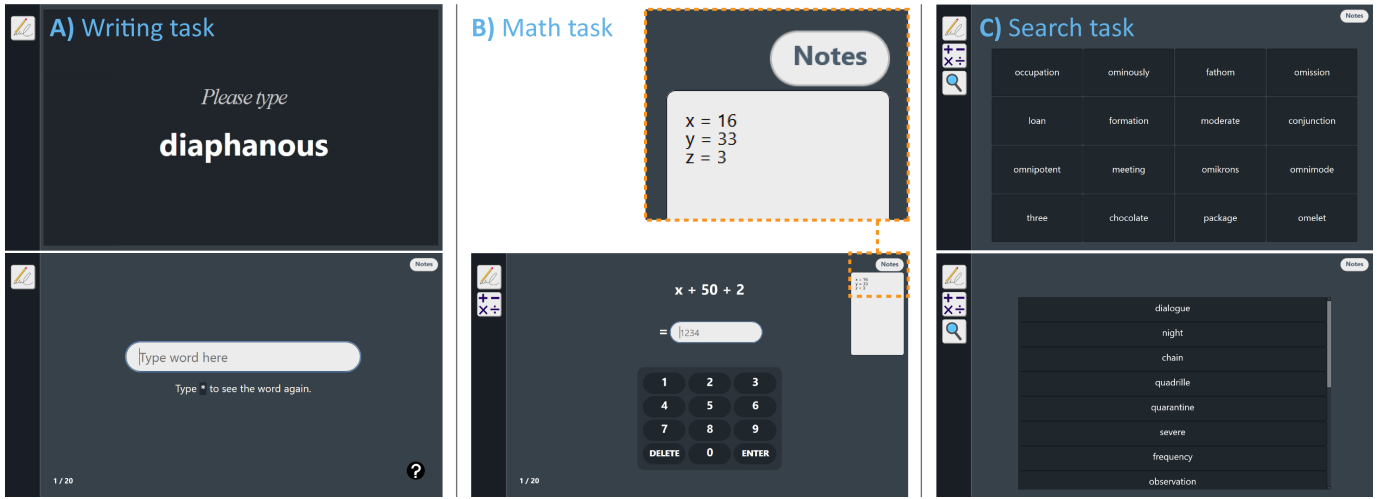 A) Writing task
Please type
diaphanous
Notes
Type word here
Type * to see the word again.
?
1 / 20
B) Math task
Notes
x = 16
y = 33
z = 3
Notes
x = 16
y = 33
z = 3
x + 50 + 2
= 1234
1 2 3
4 5 6
7 8 9
DELETE 0 ENTER
1 / 20
+ −
× ÷
C) Search task
Notes
+ −
× ÷
occupation ominously fathom omission
loan formation moderate conjunction
omnipotent meeting omikrons omnimode
three chocolate package omelet
Notes
+ −
× ÷
dialogue
night
chain
quadrille
quarantine
severe
frequency
observation